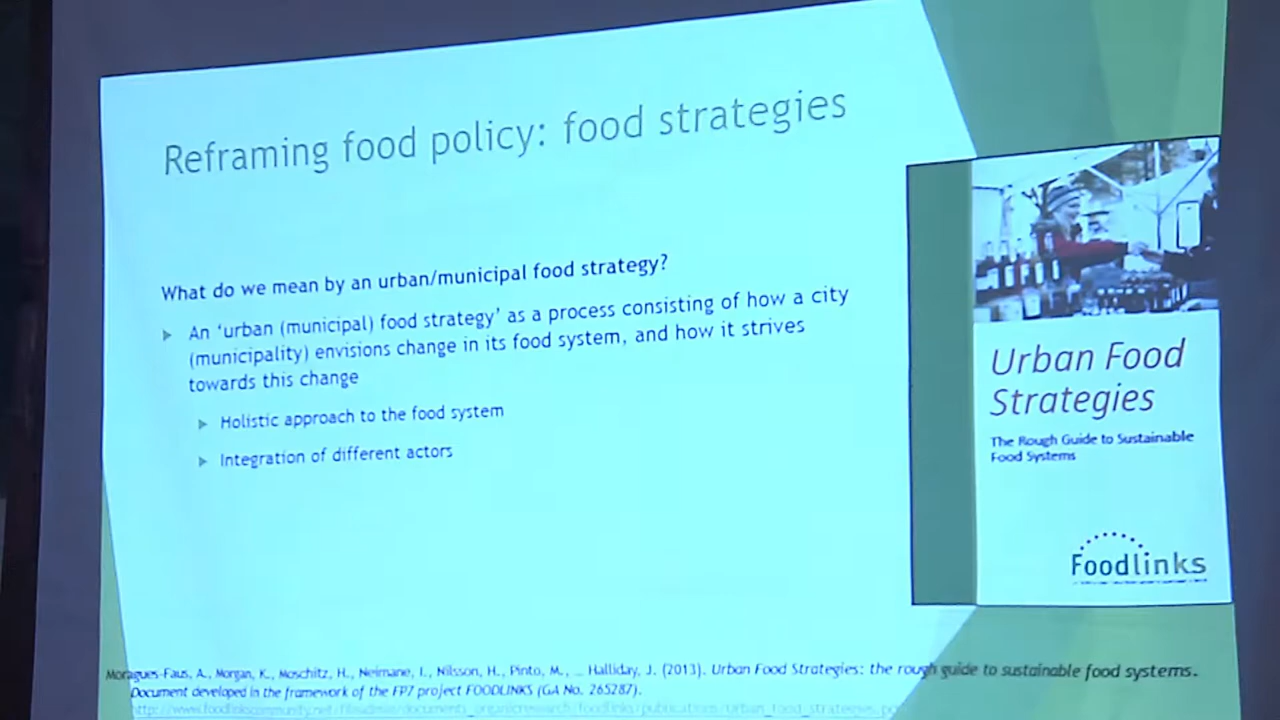 Reframing food policy: food strategies
What do we mean by an urban/municipal food strategy?
An ‘urban (municipal) food strategy’ as a process consisting of how a city
(municipality) envisions change in its food system, and how it strives
towards this change
Holistic approach to the food system
Integration of different actors
Urban Food
Strategies
The Rough Guide to Sustainable
Food Systems
Foodlinks
Moragues-Faus, A., Morgan, K., Moschitz, H., Neimane, I., Nilsson, H., Pinto, M., … Halliday, J. (2013). Urban Food Strategies: the rough guide to sustainable food systems.
Document developed in the framework of the FP7 project FOODLINKS (GA No. 265287).